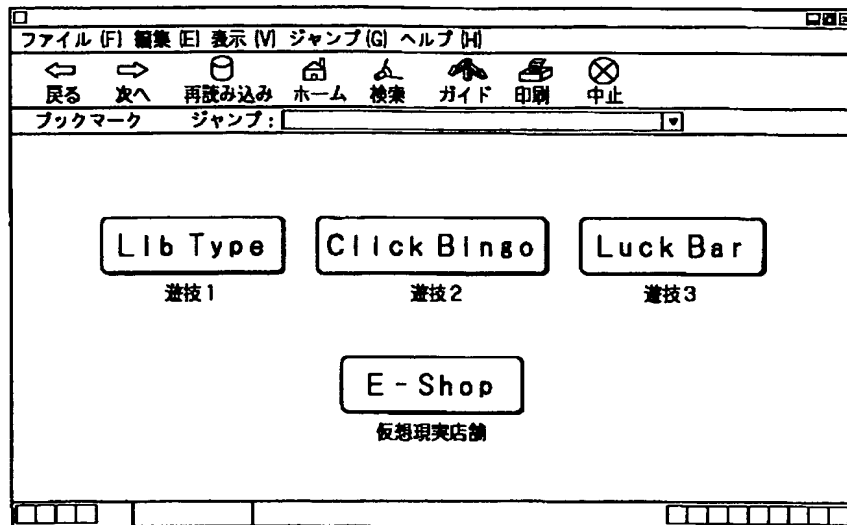 ファイル (F) 編集 (E) 表示 (V) ジャンプ (G) ヘルプ (H)
戻る 次へ 再読み込み ホーム 検索 ガイド 印刷 中止
ブックマーク ジャンプ :
Lib Type Click Bingo Luck Bar
遊技1 遊技2 遊技3
E-Shop
仮想現実店舗